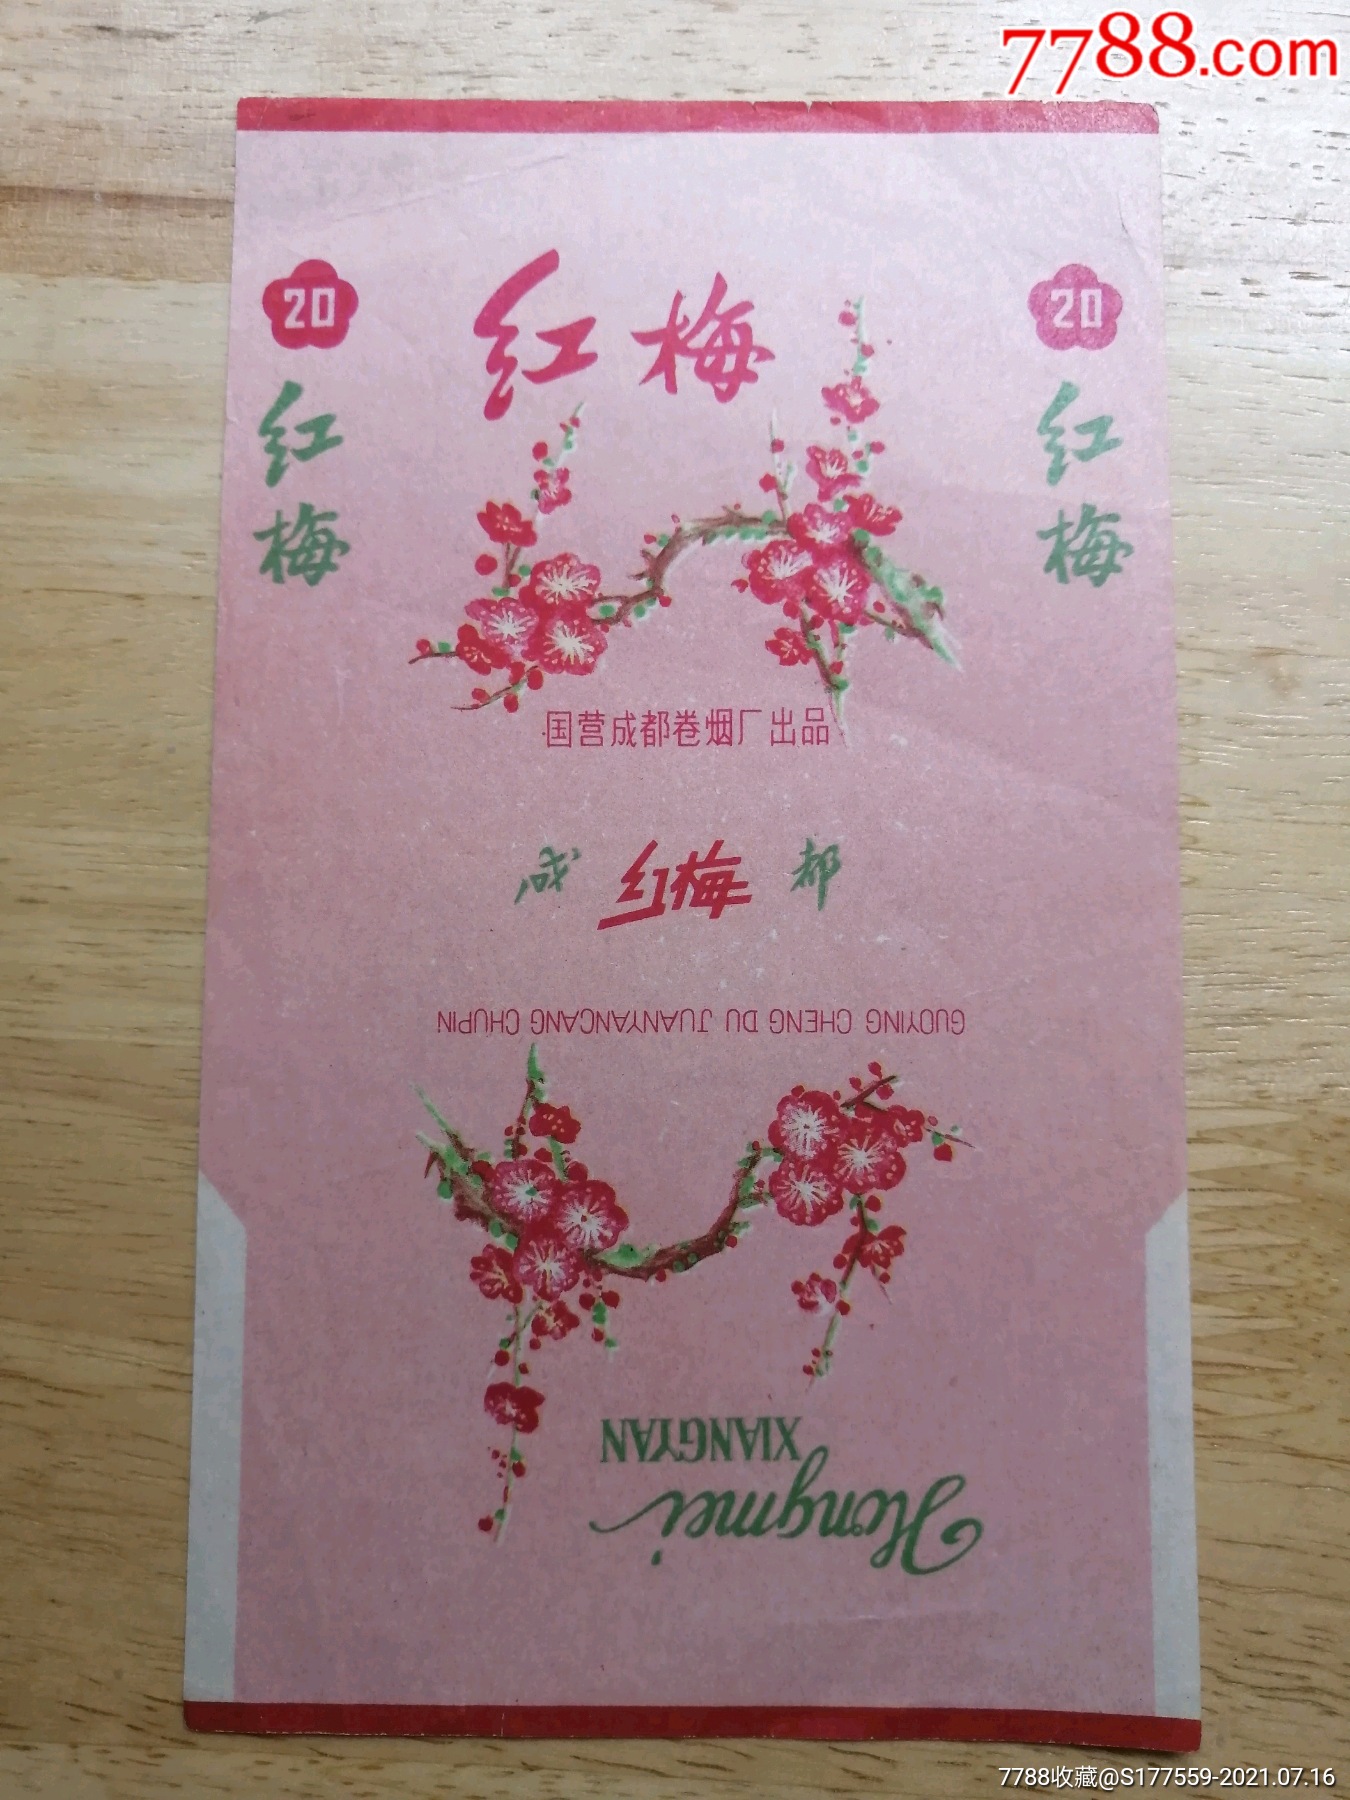 7788.com
20
20
红梅
红
梅
红
梅
国营成都卷烟厂出品
成 红梅 都
GUOYING CHENG DU JUANYANCANG CHUPIN
Hongmei
XIANGYAN
7788收藏@S177559-2021.07.16